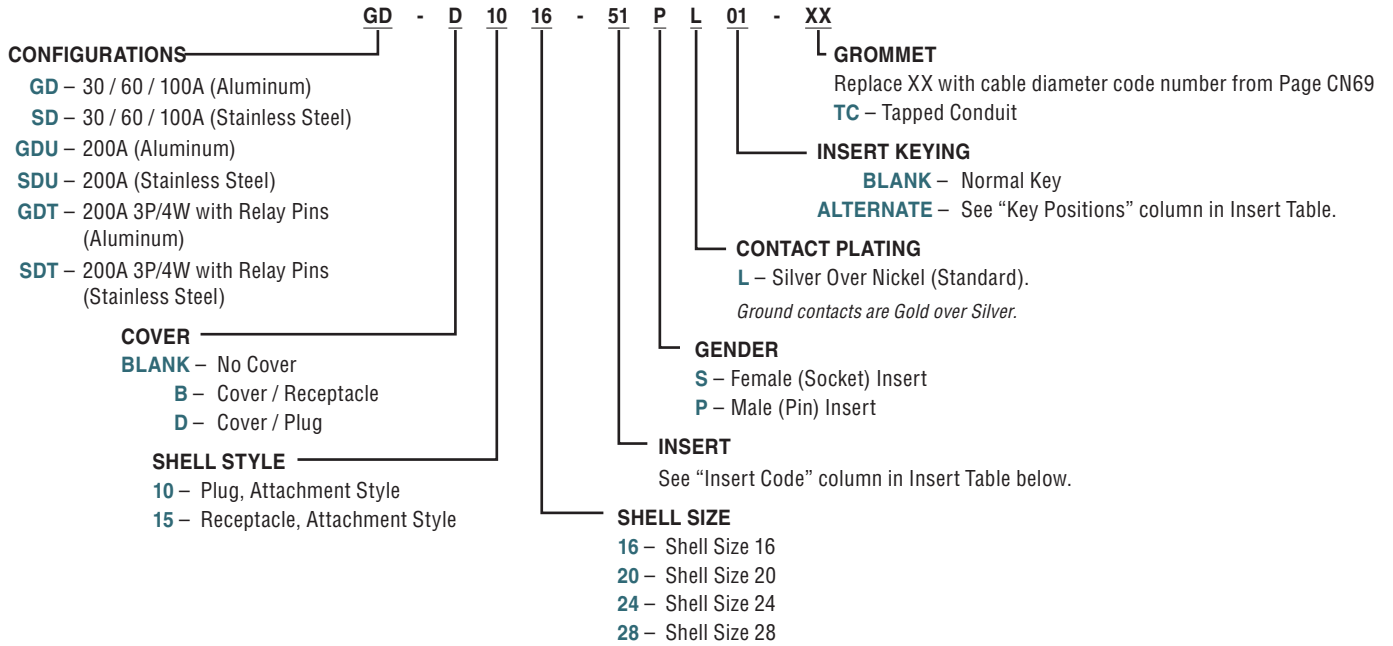 GD - D 10 16 - 51 P L 01 - XX
CONFIGURATIONS
GD – 30 / 60 / 100A (Aluminum)
SD – 30 / 60 / 100A (Stainless Steel)
GDU – 200A (Aluminum)
SDU – 200A (Stainless Steel)
GDT – 200A 3P/4W with Relay Pins
(Aluminum)
SDT – 200A 3P/4W with Relay Pins
(Stainless Steel)
COVER
BLANK – No Cover
B – Cover / Receptacle
D – Cover / Plug
SHELL STYLE
10 – Plug, Attachment Style
15 – Receptacle, Attachment Style
SHELL SIZE
16 – Shell Size 16
20 – Shell Size 20
24 – Shell Size 24
28 – Shell Size 28
INSERT
See “Insert Code” column in Insert Table below.
GENDER
S – Female (Socket) Insert
P – Male (Pin) Insert
CONTACT PLATING
L – Silver Over Nickel (Standard).
Ground contacts are Gold over Silver.
INSERT KEYING
BLANK – Normal Key
ALTERNATE – See “Key Positions” column in Insert Table.
GROMMET
Replace XX with cable diameter code number from Page CN69
TC – Tapped Conduit